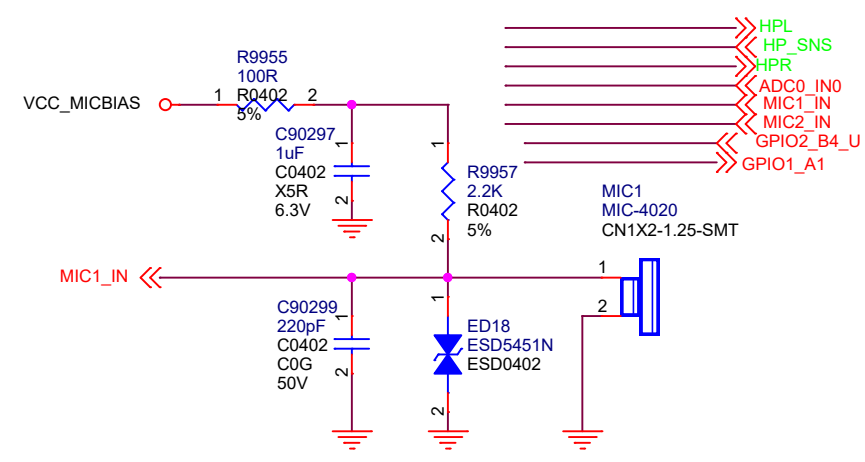 HPL
HP_SNS
HPR
ADC0_IN0
MIC1_IN
MIC2_IN
GPIO2_B4_U
GPIO1_A1
R9955
100R
R0402
5%
VCC_MICBIAS
1
2
C90297
1uF
C0402
X5R
6.3V
1
2
R9957
2.2K
R0402
5%
1
2
MIC1
MIC-4020
CN1X2-1.25-SMT
1
2
MIC1_IN
C90299
220pF
C0402
C0G
50V
1
2
ED18
ESD5451N
ESD0402
1
2